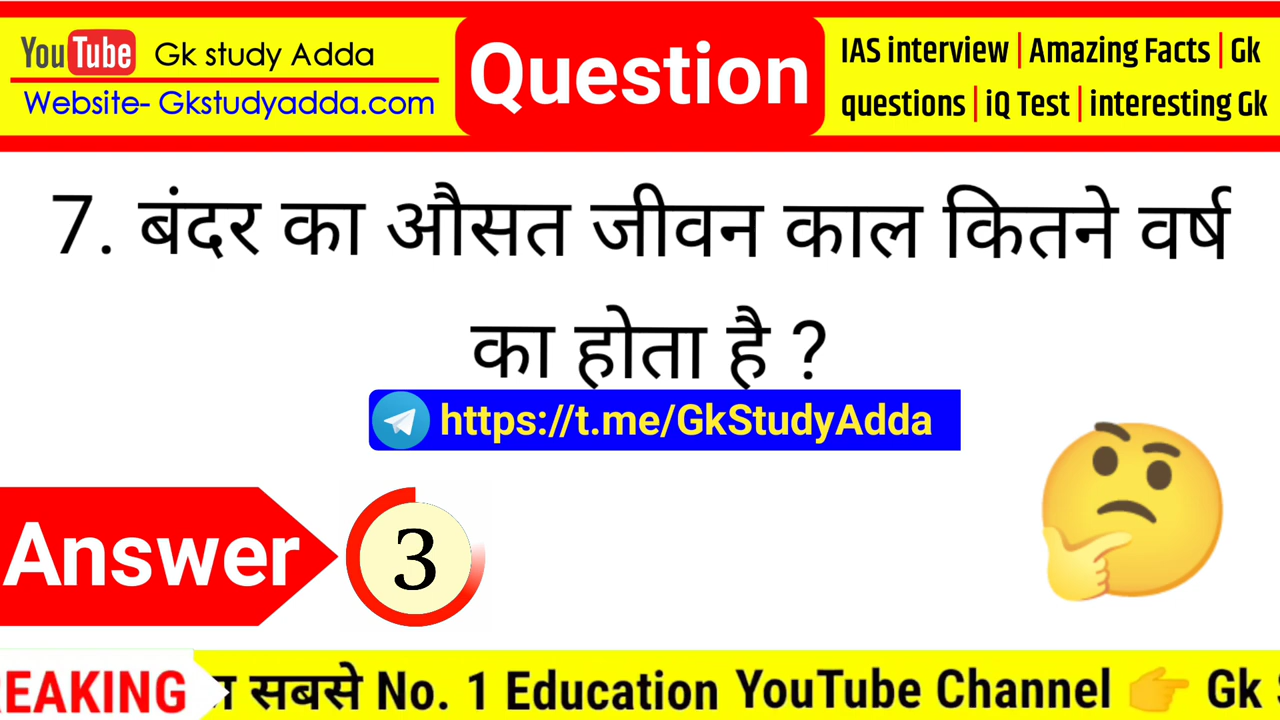 YouTube Gk study Adda
Website- Gkstudyadda.com
Question
IAS interview | Amazing Facts | Gk
questions | iQ Test | interesting Gk
7. बंदर का औसत जीवन काल कितने वर्ष
का होता है ?
https://t.me/GkStudyAdda
Answer
3
EAKING सबसे No. 1 Education YouTube Channel 👉 Gk